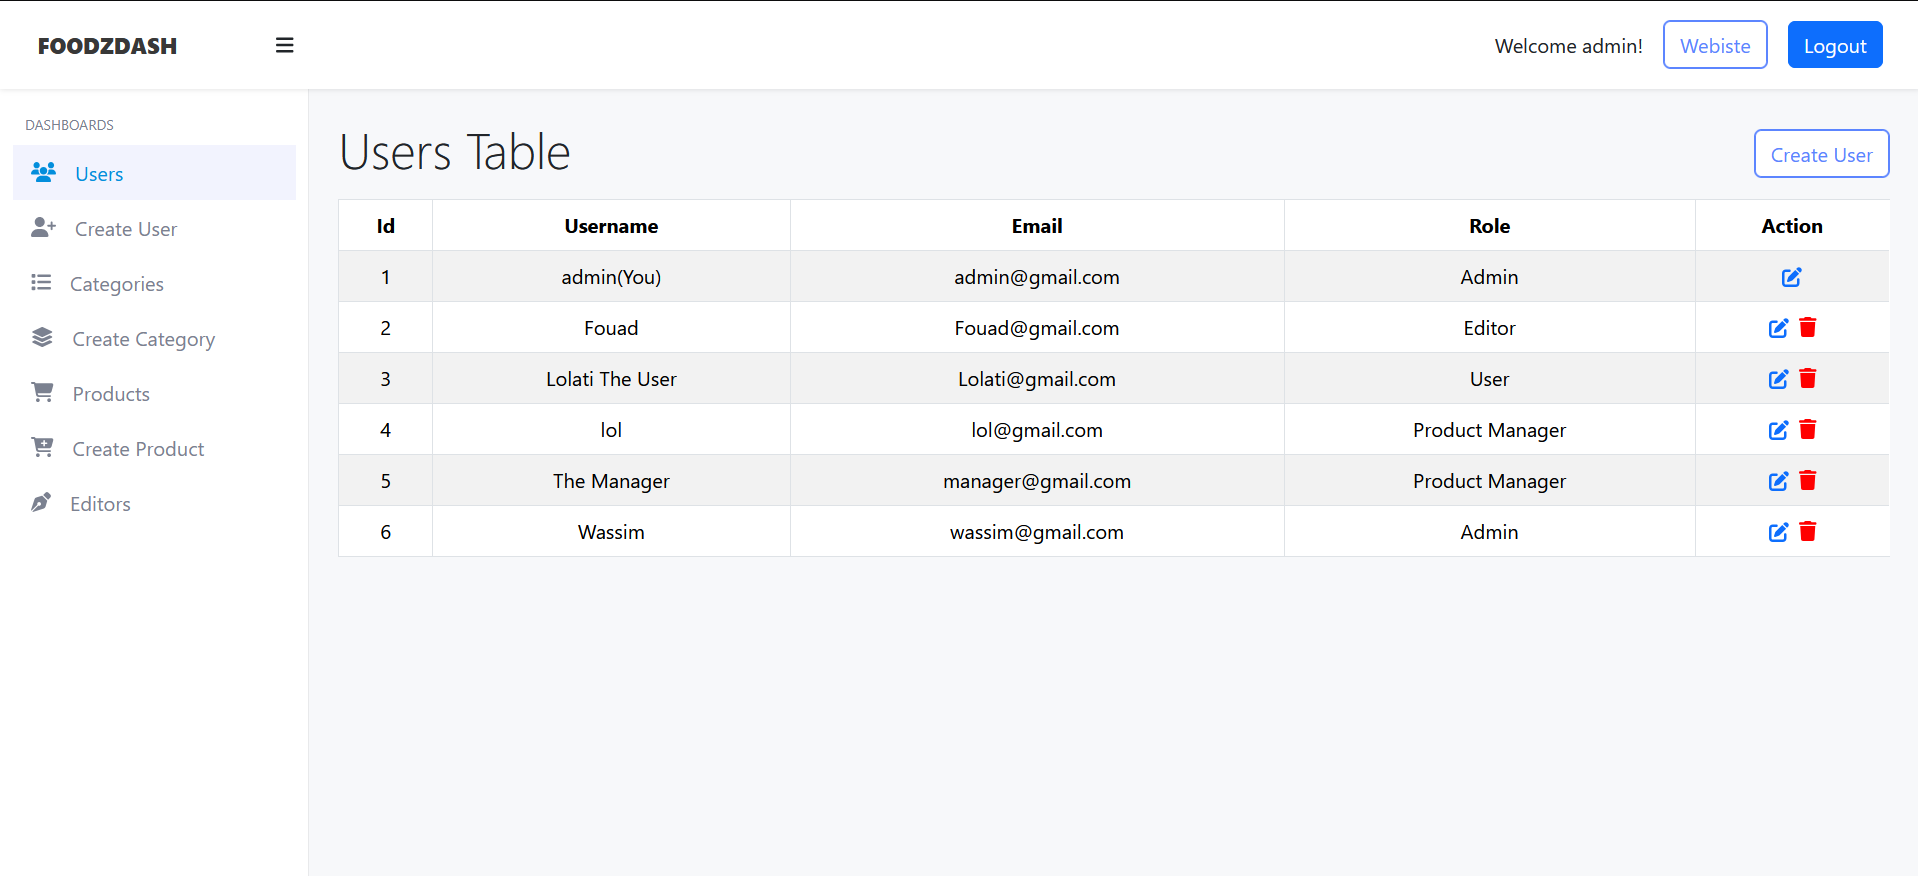 FOODZDASH
Welcome admin! Webiste Logout
DASHBOARDS
Users
Create User
Categories
Create Category
Products
Create Product
Editors
Users Table
Create User
Id Username Email Role Action
1 admin(You) admin@gmail.com Admin
2 Fouad Fouad@gmail.com Editor
3 Lolati The User Lolati@gmail.com User
4 lol lol@gmail.com Product Manager
5 The Manager manager@gmail.com Product Manager
6 Wassim wassim@gmail.com Admin